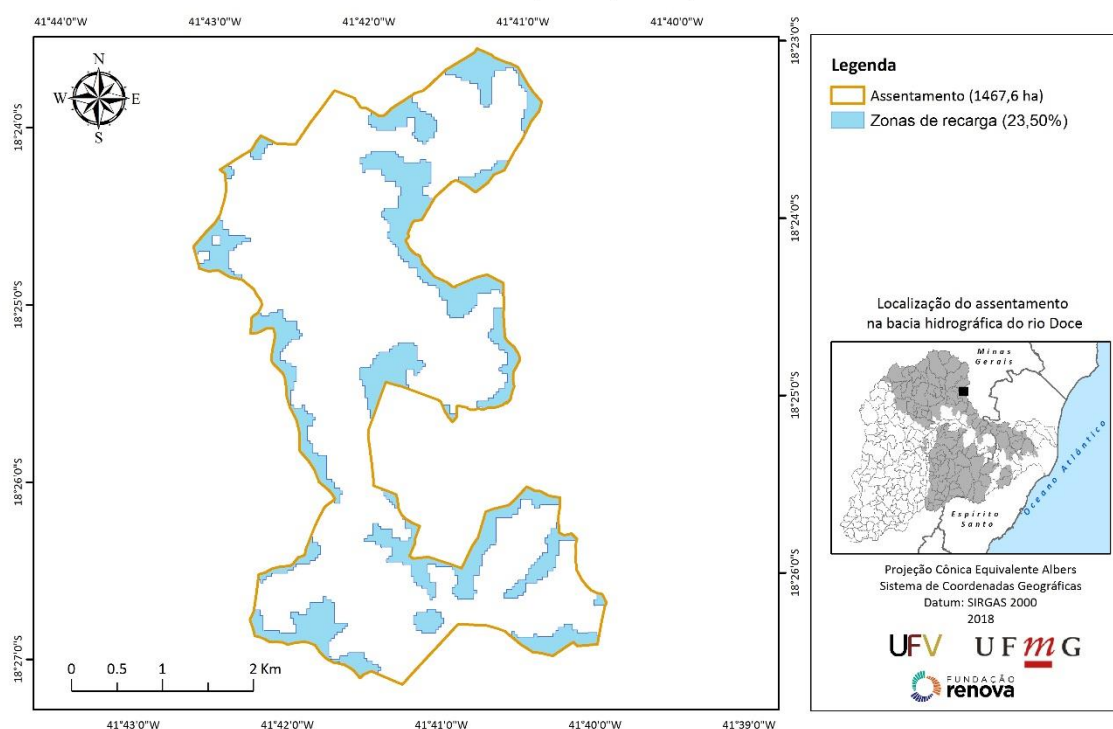 41°44'0"W 41°43'0"W 41°42'0"W 41°41'0"W 41°40'0"W
18°23'0"S
18°24'0"S
18°24'0"S
18°25'0"S
18°25'0"S
18°26'0"S
18°26'0"S
18°27'0"S
N
W E
S
0 0.5 1 2 Km
41°43'0"W 41°42'0"W 41°41'0"W 41°40'0"W 41°39'0"W
Legenda
Assentamento (1467,6 ha)
Zonas de recarga (23,50%)
Localização do assentamento
na bacia hidrográfica do rio Doce
Minas
Gerais
Oceano Atlântico
Espírito
Santo
Projeção Cônica Equivalente Albers
Sistema de Coordenadas Geográficas
Datum: SIRGAS 2000
2018
UFV UFmG
FUNDAÇÃO
renova